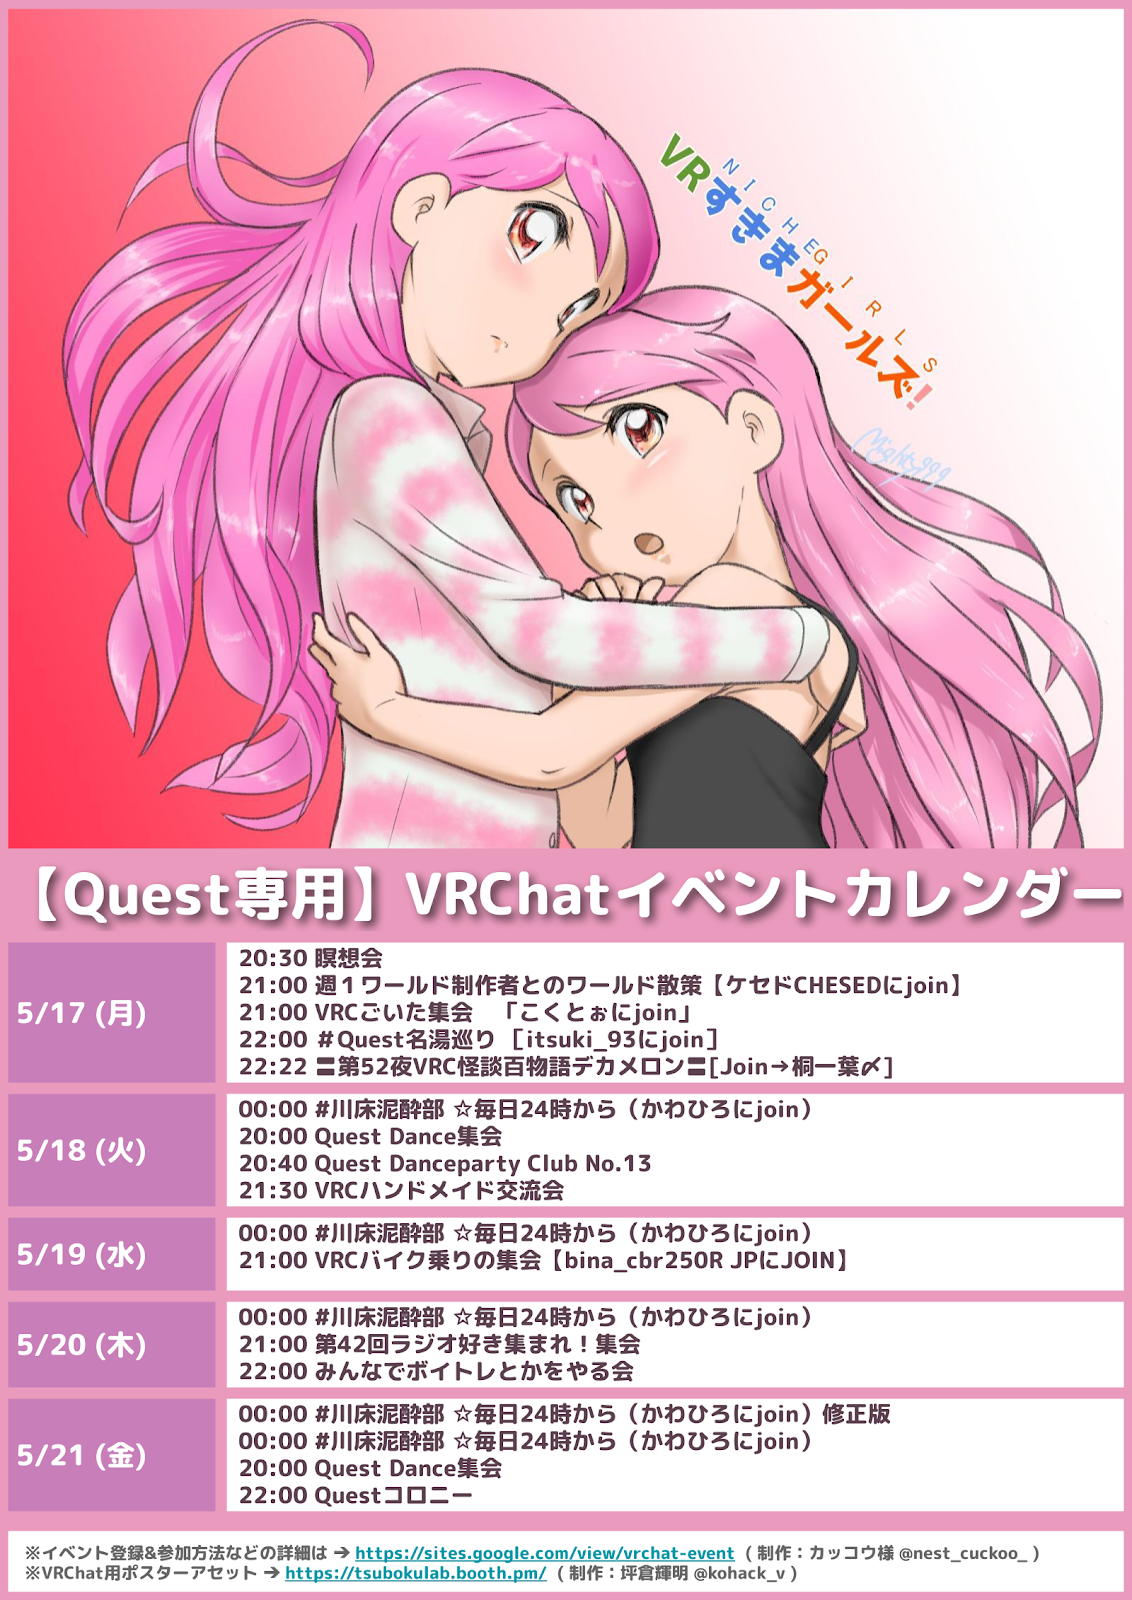 NICHE GIRLS
VRすきまガールズ!
Mighty999
【Quest専用】VRChatイベントカレンダー
5/17 (月)
20:30 瞑想会
21:00 週１ワールド制作者とのワールド散策【ケセドCHESEDにjoin】
21:00 VRCごいた集会　「こくとぉにjoin」
22:00 ＃Quest名湯巡り ［itsuki_93にjoin］
22:22 〓第52夜VRC怪談百物語デカメロン〓[Join→桐一葉〆]
5/18 (火)
00:00 #川床泥酔部 ☆毎日24時から（かわひろにjoin）
20:00 Quest Dance集会
20:40 Quest Danceparty Club No.13
21:30 VRCハンドメイド交流会
5/19 (水)
00:00 #川床泥酔部 ☆毎日24時から（かわひろにjoin）
21:00 VRCバイク乗りの集会【bina_cbr250R JPにJOIN】
5/20 (木)
00:00 #川床泥酔部 ☆毎日24時から（かわひろにjoin）
21:00 第42回ラジオ好き集まれ！集会
22:00 みんなでボイトレとかをやる会
5/21 (金)
00:00 #川床泥酔部 ☆毎日24時から（かわひろにjoin）修正版
00:00 #川床泥酔部 ☆毎日24時から（かわひろにjoin）
20:00 Quest Dance集会
22:00 Questコロニー
※イベント登録&参加方法などの詳細は → https://sites.google.com/view/vrchat-event ( 制作：カッコウ様 @nest_cuckoo_ )
※VRChat用ポスターアセット → https://tsubokulab.booth.pm/ ( 制作：坪倉輝明 @kohack_v )